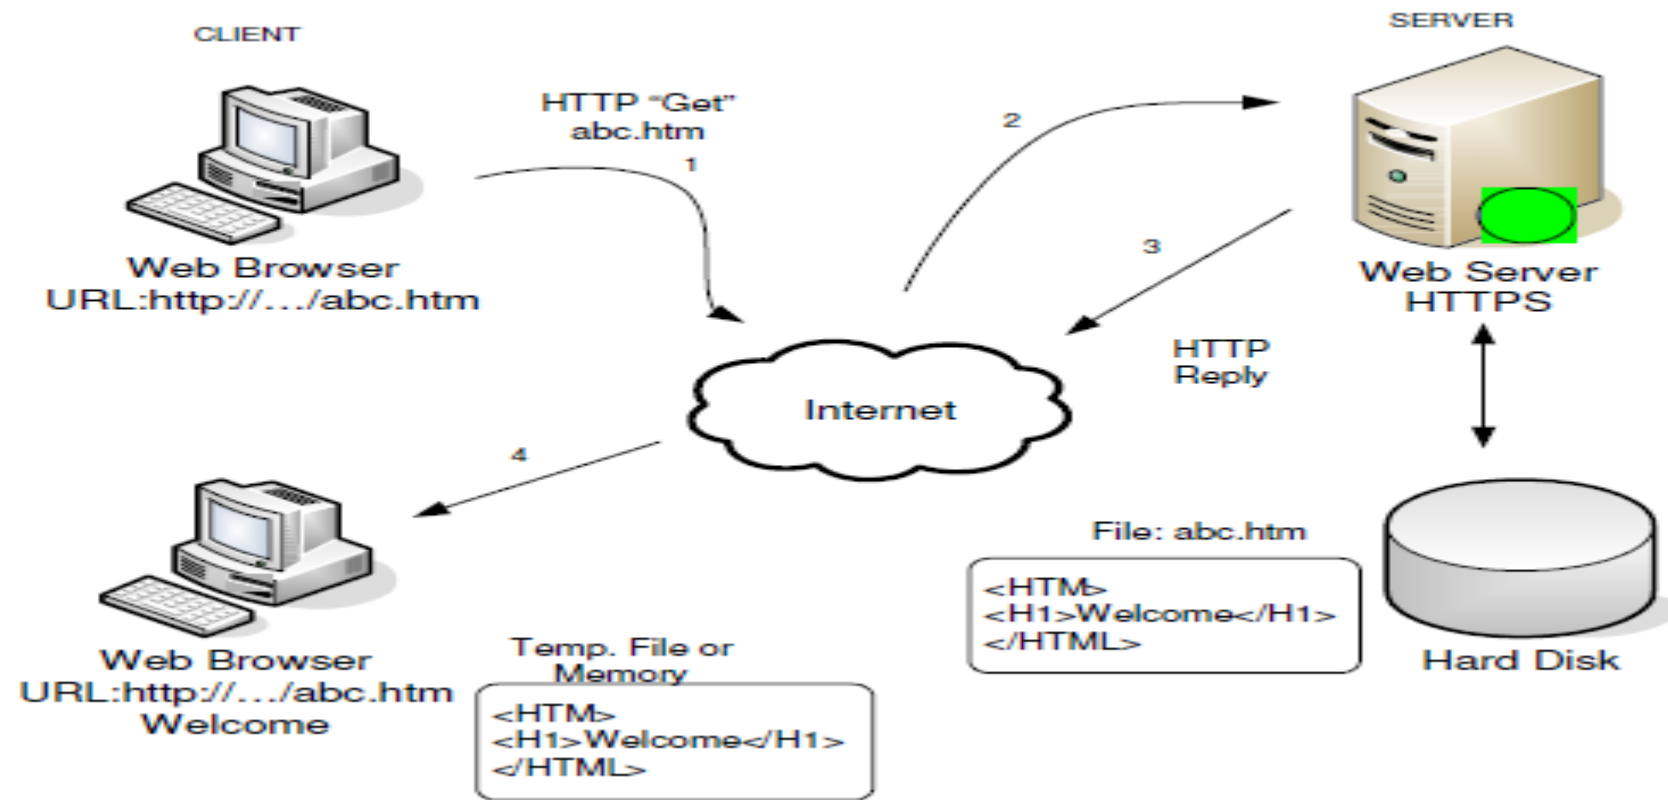 CLIENT
SERVER
HTTP “Get”
abc.htm
1
2
3
Web Browser
URL:http://.../abc.htm
Web Server
HTTPS
HTTP
Reply
Internet
4
File: abc.htm
<HTM>
<H1>Welcome</H1>
</HTML>
Hard Disk
Web Browser
URL:http://.../abc.htm
Welcome
Temp. File or
Memory
<HTM>
<H1>Welcome</H1>
</HTML>